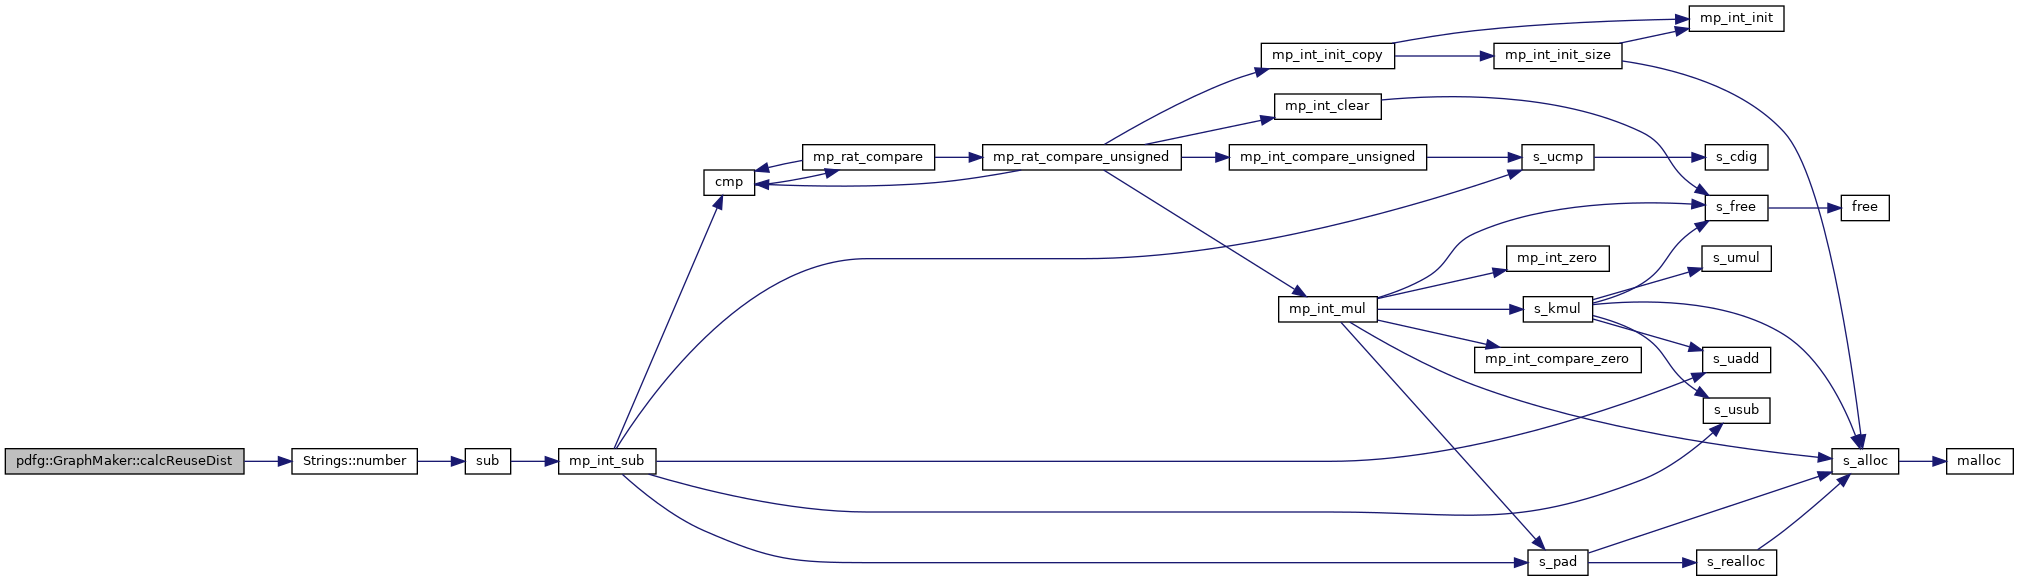 mp_int_init
mp_int_init_copy
mp_int_init_size
mp_int_clear
mp_rat_compare
mp_rat_compare_unsigned
mp_int_compare_unsigned
s_ucmp
s_cdig
cmp
s_free
free
mp_int_zero
s_umul
mp_int_mul
s_kmul
mp_int_compare_zero
s_uadd
s_usub
pdfg::GraphMaker::calcReuseDist
Strings::number
sub
mp_int_sub
s_alloc
malloc
s_pad
s_realloc